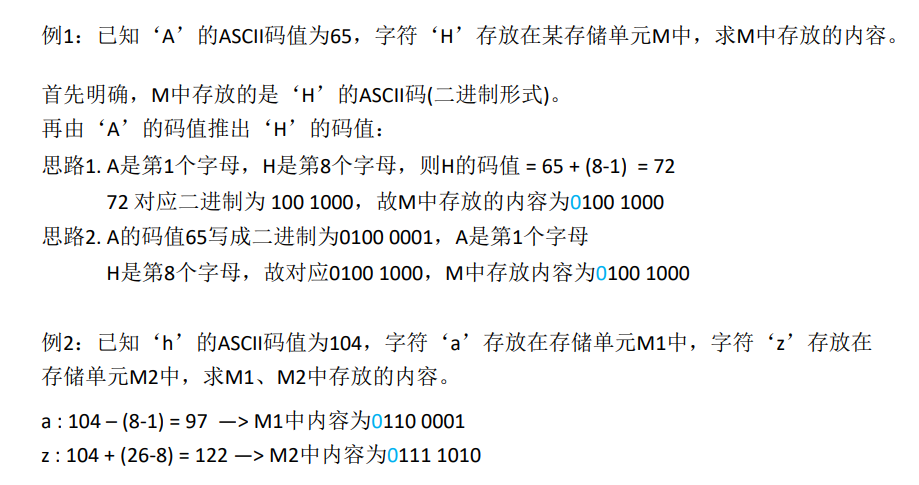 例1：已知‘A’的ASCII码值为65，字符‘H’存放在某存储单元M中，求M中存放的内容。
首先明确，M中存放的是‘H’的ASCII码(二进制形式)。
再由‘A’的码值推出‘H’的码值：
思路1. A是第1个字母，H是第8个字母，则H的码值 = 65 + (8-1) = 72
72 对应二进制为 100 1000，故M中存放的内容为0100 1000
思路2. A的码值65写成二进制为0100 0001，A是第1个字母
H是第8个字母，故对应0100 1000，M中存放内容为0100 1000
例2：已知‘h’的ASCII码值为104，字符‘a’存放在存储单元M1中，字符‘z’存放在
存储单元M2中，求M1、M2中存放的内容。
a : 104 – (8-1) = 97 —> M1中内容为0110 0001
z : 104 + (26-8) = 122 —> M2中内容为0111 1010